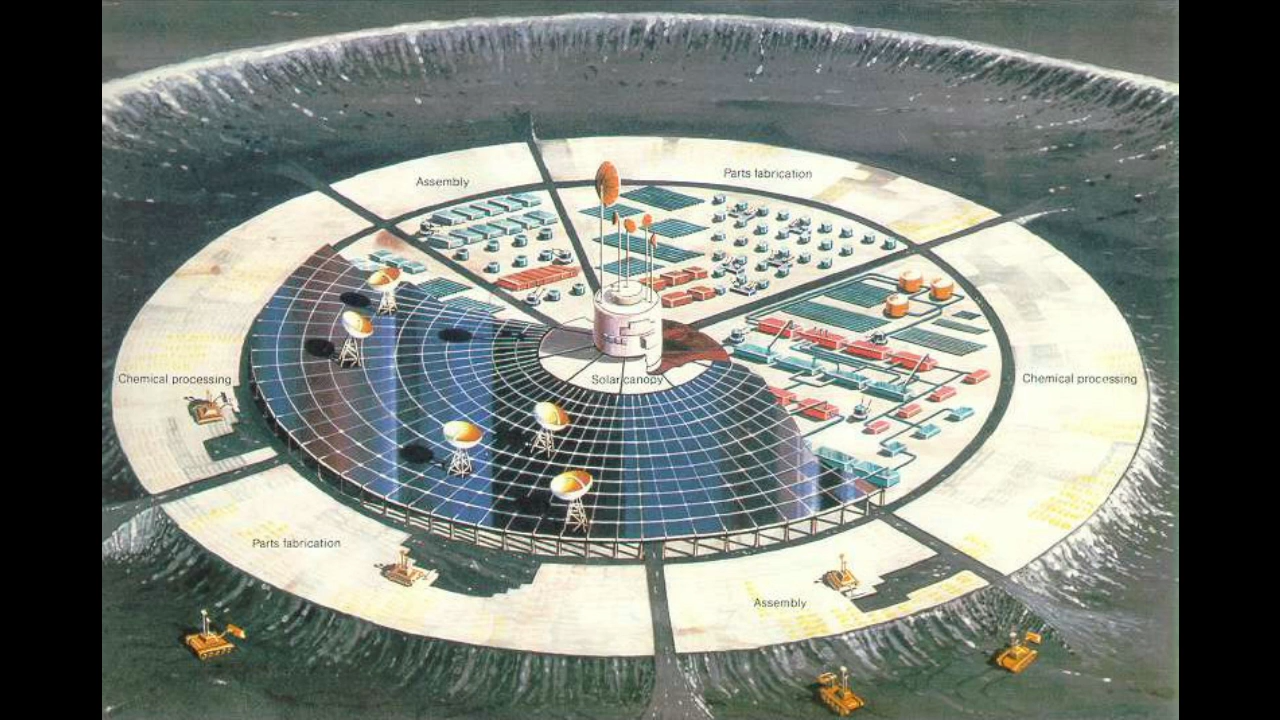 Assembly
Parts fabrication
Chemical processing
Solar canopy
Chemical processing
Parts fabrication
Assembly